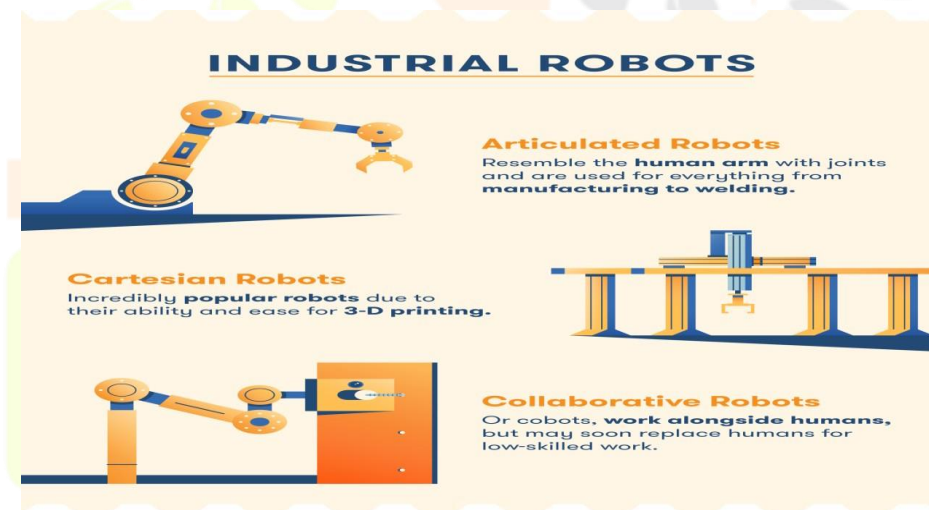 INDUSTRIAL ROBOTS
Articulated Robots
Resemble the human arm with joints
and are used for everything from
manufacturing to welding.
Cartesian Robots
Incredibly popular robots due to
their ability and ease for 3-D printing.
Collaborative Robots
Or cobots, work alongside humans,
but may soon replace humans for
low-skilled work.